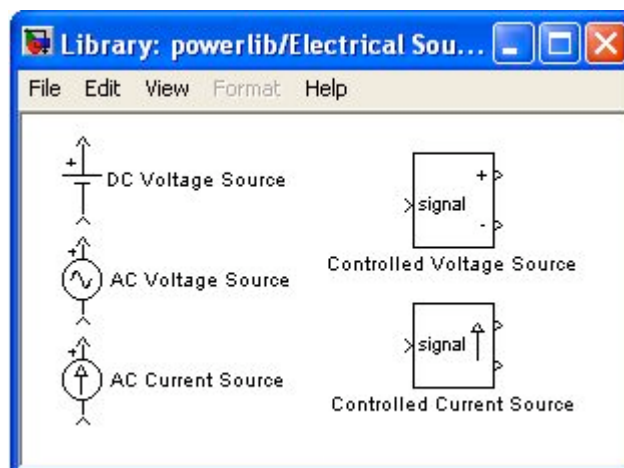 Library: powerlib/Electrical Sou...
File Edit View Format Help
+
DC Voltage Source
+
AC Voltage Source
+
AC Current Source
+
signal
-
Controlled Voltage Source
signal
Controlled Current Source